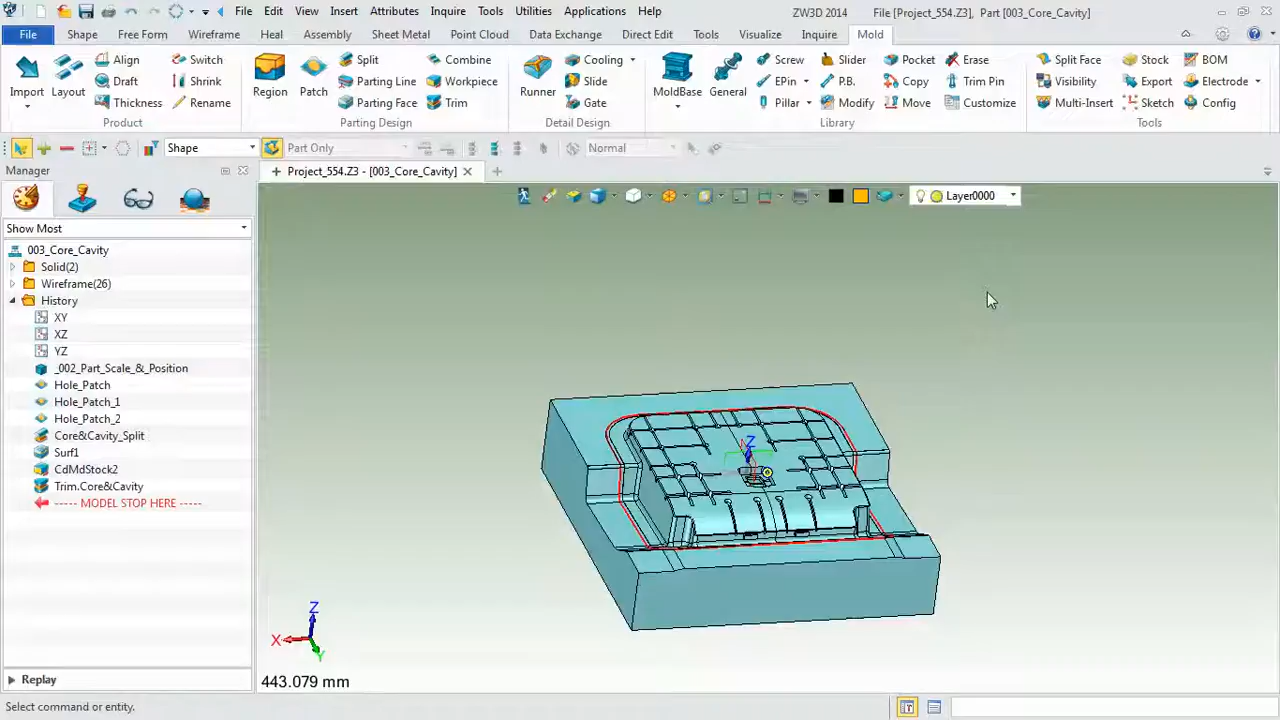 File Edit Insert Attributes Inquire Tools Utilities Applications Help ZW3D 2014 File [Project_554.Z3], Part [003_Core_Cavity]
File Shape Free Form Wireframe Heal Assembly Sheet Metal Point Cloud Data Exchange Direct Edit Tools Visualize Inquire Mold
Align Switch Split Combine Cooling Screw Slider Pocket Erase Split Face Stock BOM
Import Layout Draft Shrink Region Patch Parting Line Workpiece Runner Slide MoldBase General EPin P.B. Copy Trim Pin Visibility Export Electrode
Thickness Rename Parting Face Trim Gate Pillar Modify Move Customize Multi-Insert Sketch Config
Product Parting Design Detail Design Library Tools
Shape Part Only Normal
Manager Project_554.Z3 - [003_Core_Cavity]
Layer0000
Show Most
003_Core_Cavity
Solid(2)
Wireframe(26)
History
XY
XZ
YZ
_002_Part_Scale_&_Position
Hole_Patch
Hole_Patch_1
Hole_Patch_2
Core&Cavity_Split
Surf1
CdMdStock2
Trim.Core&Cavity
----- MODEL STOP HERE -----
Z
Z
X
Y
Replay
443.079 mm
Select command or entity.